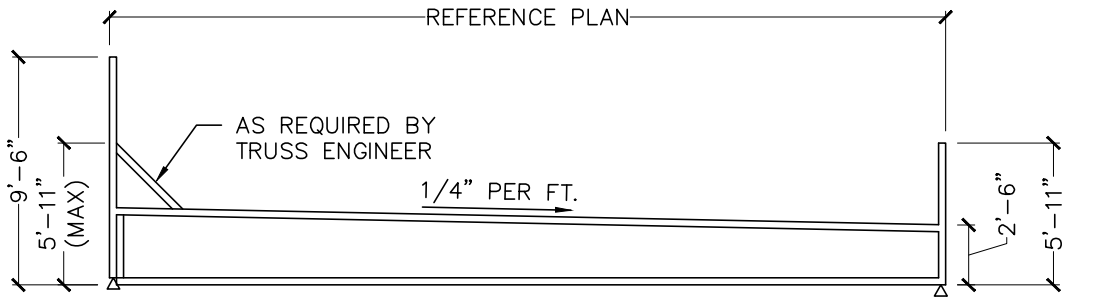 REFERENCE PLAN
AS REQUIRED BY
TRUSS ENGINEER
1/4" PER FT.
9'-6"
5'-11"
(MAX)
2'-6"
5'-11"